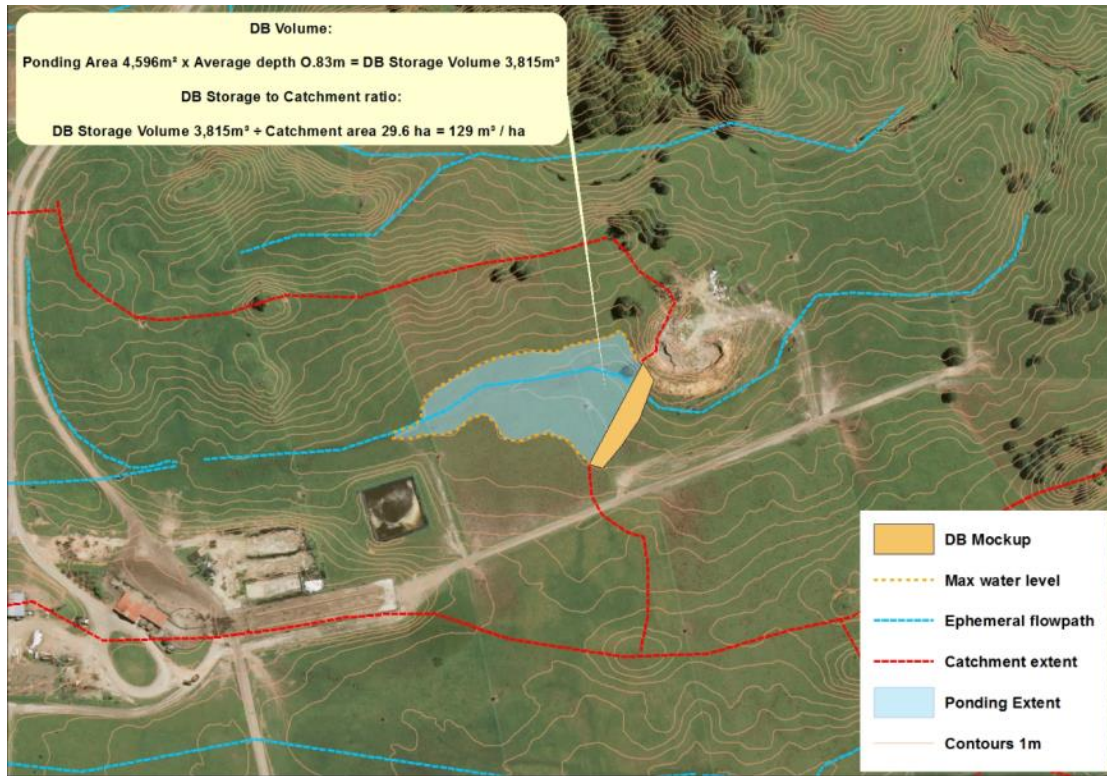 DB Volume:
Ponding Area 4,596m² x Average depth O.83m = DB Storage Volume 3,815m³
DB Storage to Catchment ratio:
DB Storage Volume 3,815m³ ÷ Catchment area 29.6 ha = 129 m³ / ha
DB Mockup
Max water level
Ephemeral flowpath
Catchment extent
Ponding Extent
Contours 1m